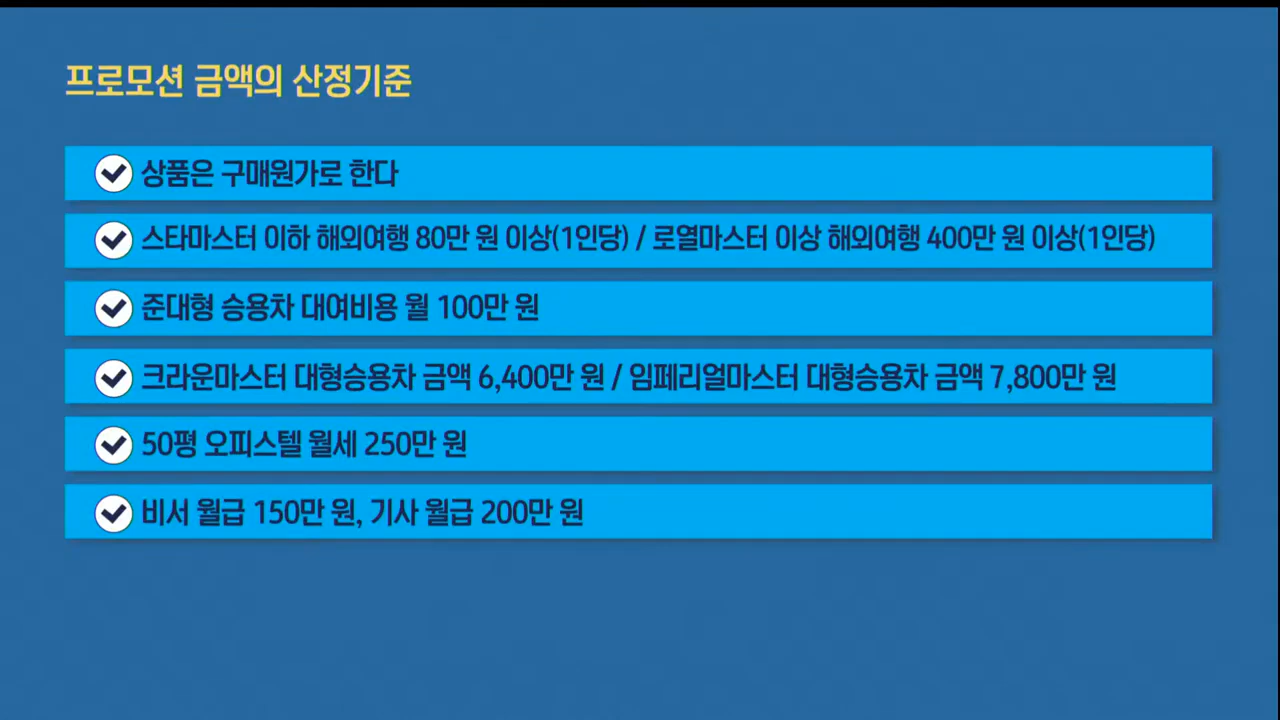 프로모션 금액의 산정기준
상품은 구매원가로 한다
스타마스터 이하 해외여행 80만 원 이상(1인당) / 로열마스터 이상 해외여행 400만 원 이상(1인당)
준대형 승용차 대여비용 월 100만 원
크라운마스터 대형승용차 금액 6,400만 원 / 임페리얼마스터 대형승용차 금액 7,800만 원
50평 오피스텔 월세 250만 원
비서 월급 150만 원, 기사 월급 200만 원